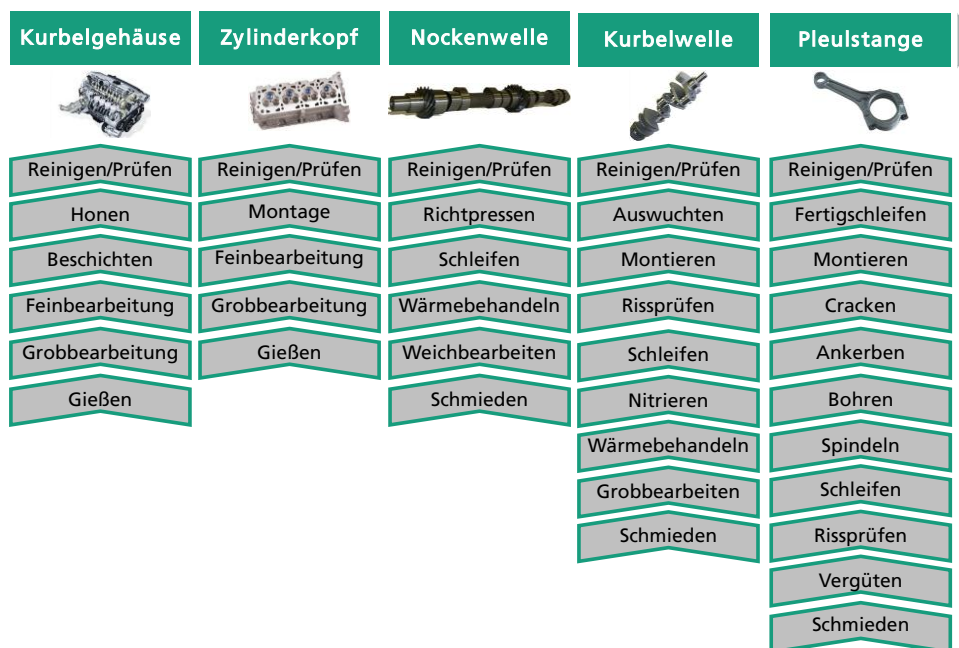 Kurbelgehäuse
Reinigen/Prüfen
Honen
Beschichten
Feinbearbeitung
Grobbearbeitung
Gießen
Zylinderkopf
Reinigen/Prüfen
Montage
Feinbearbeitung
Grobbearbeitung
Gießen
Nockenwelle
Reinigen/Prüfen
Richtpressen
Schleifen
Wärmebehandeln
Weichbearbeiten
Schmieden
Kurbelwelle
Reinigen/Prüfen
Auswuchten
Montieren
Rissprüfen
Schleifen
Nitrieren
Wärmebehandeln
Grobbearbeiten
Schmieden
Pleulstange
Reinigen/Prüfen
Fertigschleifen
Montieren
Cracken
Ankerben
Bohren
Spindeln
Schleifen
Rissprüfen
Vergüten
Schmieden